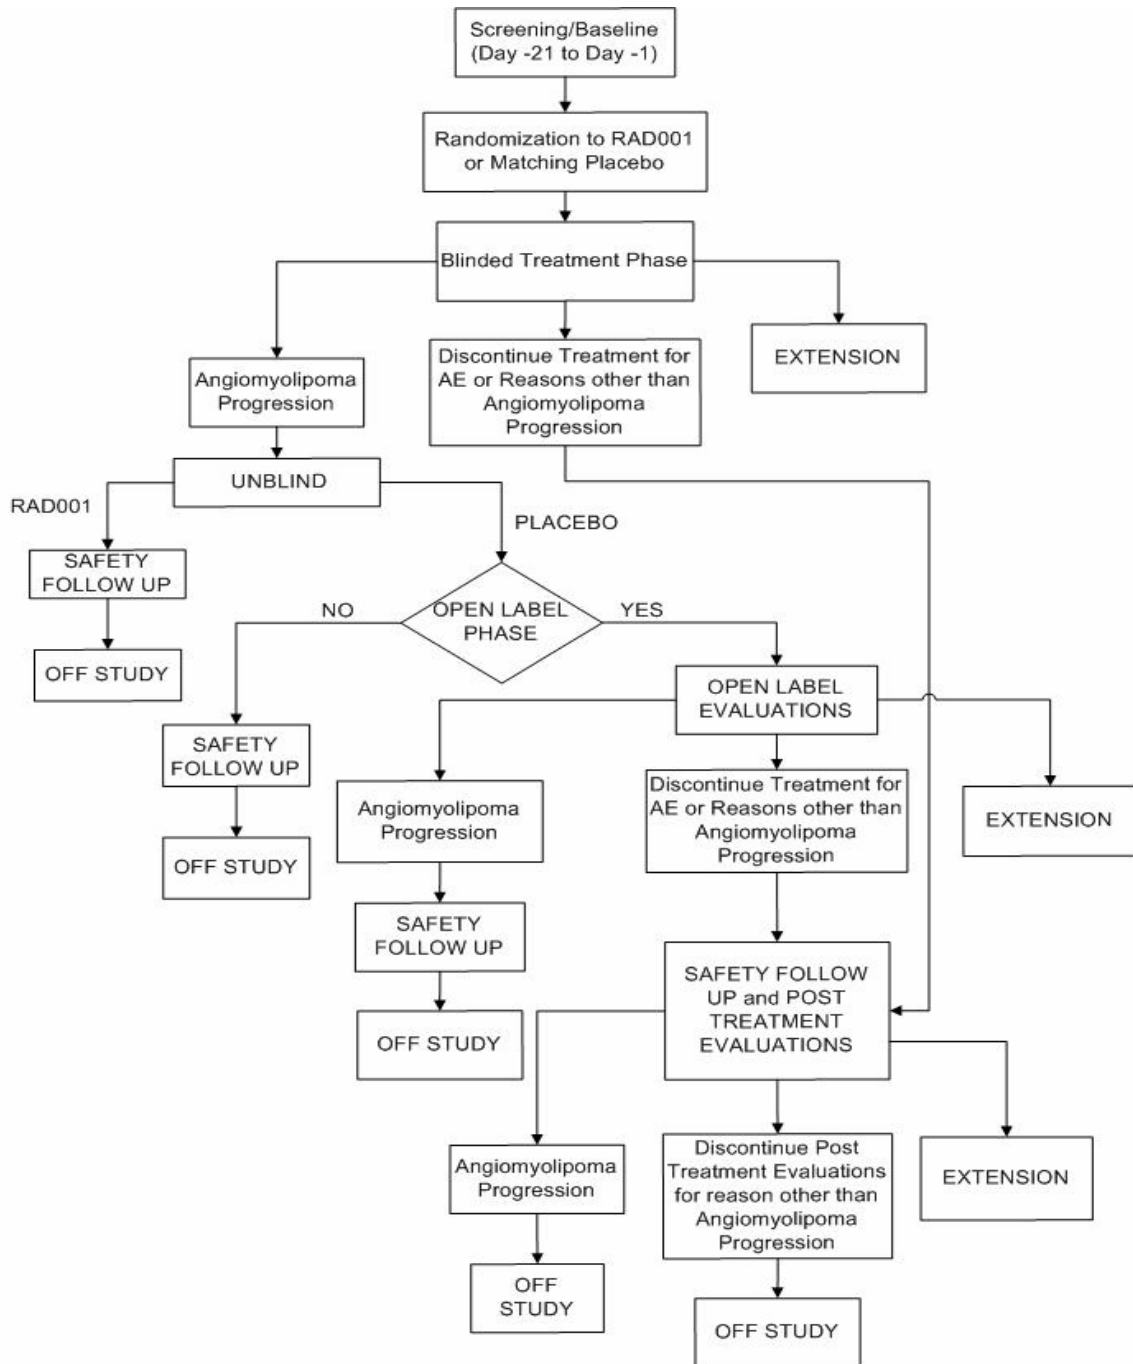 Screening/Baseline
(Day -21 to Day -1)
Randomization to RAD001
or Matching Placebo
Blinded Treatment Phase
EXTENSION
Discontinue Treatment for
AE or Reasons other than
Angiomyolipoma
Progression
Angiomyolipoma
Progression
UNBLIND
RAD001
PLACEBO
SAFETY
FOLLOW UP
OFF STUDY
OPEN LABEL
PHASE
NO
YES
SAFETY
FOLLOW UP
OFF STUDY
OPEN LABEL
EVALUATIONS
Angiomyolipoma
Progression
SAFETY
FOLLOW UP
OFF STUDY
Discontinue Treatment for
AE or Reasons other than
Angiomyolipoma
Progression
EXTENSION
SAFETY FOLLOW
UP and POST
TREATMENT
EVALUATIONS
Angiomyolipoma
Progression
OFF
STUDY
Discontinue Post
Treatment Evaluations
for reason other than
Angiomyolipoma
Progression
OFF STUDY
EXTENSION